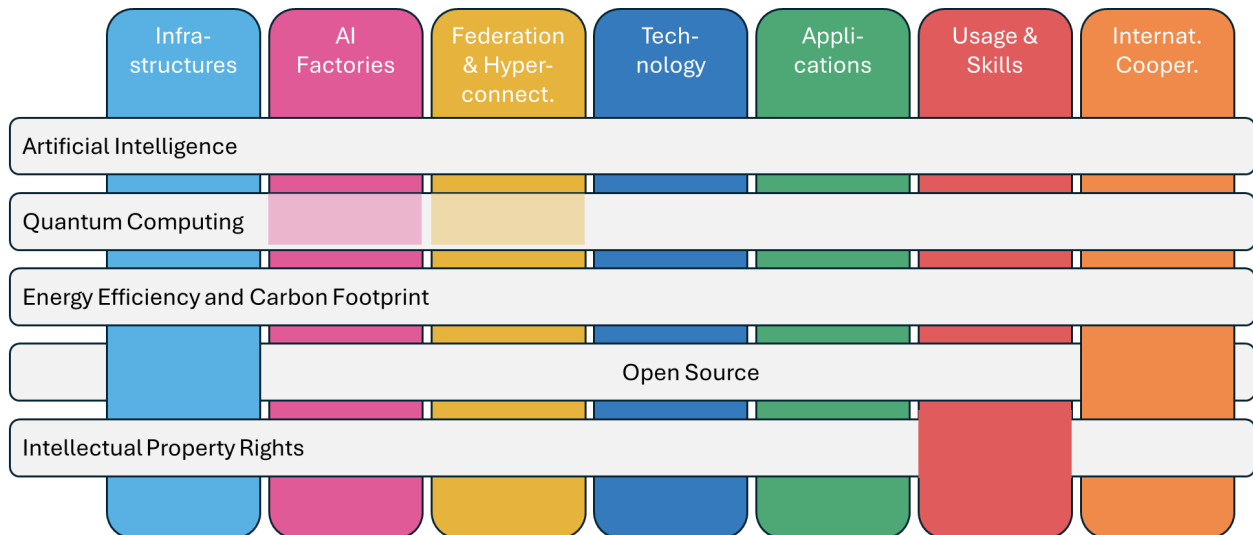 Infra-
structures
AI
Factories
Federation
& Hyper-
connect.
Tech-
nology
Appli-
cations
Usage &
Skills
Internat.
Cooper.
Artificial Intelligence
Quantum Computing
Energy Efficiency and Carbon Footprint
Open Source
Intellectual Property Rights